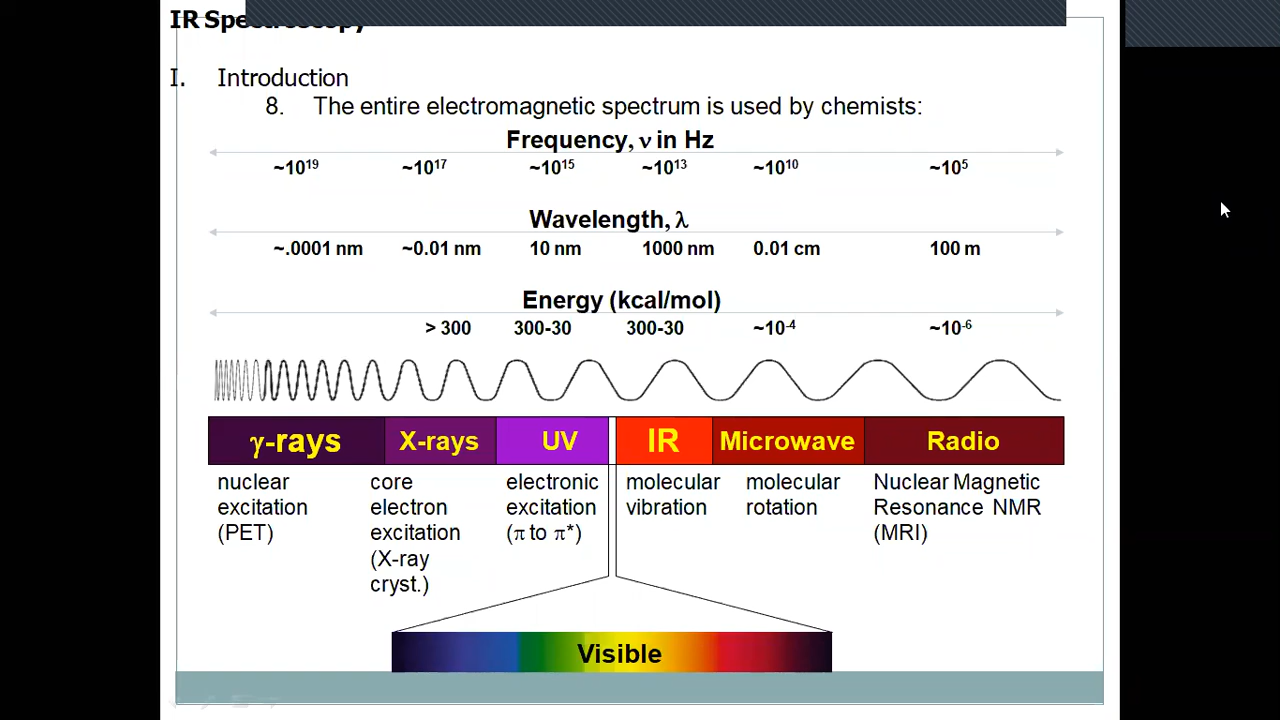 IR Spectroscopy
I. Introduction
8. The entire electromagnetic spectrum is used by chemists:
Frequency, ν in Hz
~10¹⁹ ~10¹⁷ ~10¹⁵ ~10¹³ ~10¹⁰ ~10⁵
Wavelength, λ
~.0001 nm ~0.01 nm 10 nm 1000 nm 0.01 cm 100 m
Energy (kcal/mol)
> 300 300-30 300-30 ~10⁻⁴ ~10⁻⁶
γ-rays X-rays UV IR Microwave Radio
nuclear excitation (PET)
core electron excitation (X-ray cryst.)
electronic excitation (π to π*)
molecular vibration
molecular rotation
Nuclear Magnetic Resonance NMR (MRI)
Visible